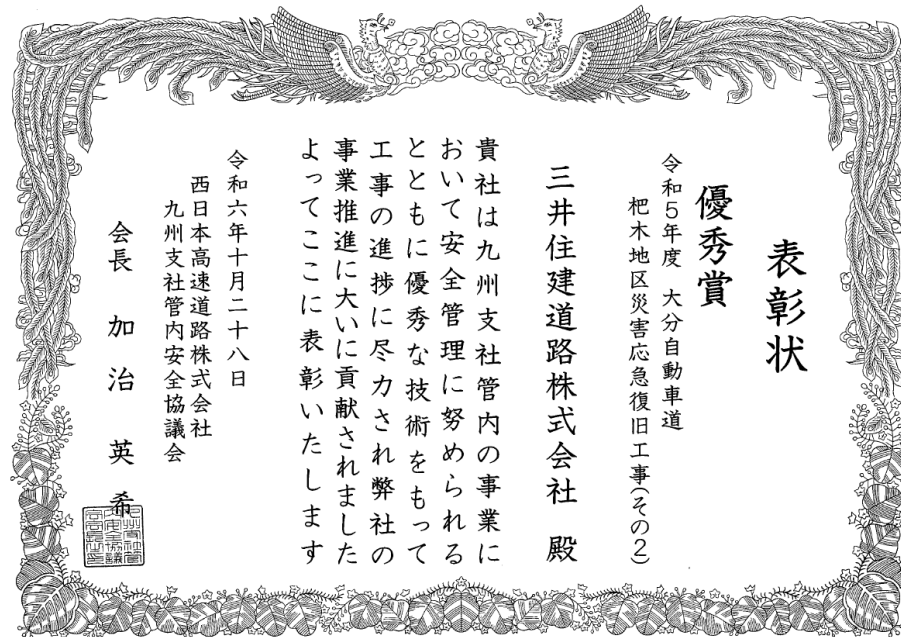 表彰状
優秀賞
令和5年度 大分自動車道
杷木地区災害応急復旧工事(その2)
三井住建道路株式会社 殿
貴社は九州支社管内の事業に
おいて安全管理に努められる
とともに優秀な技術をもって
工事の進捗に尽力され弊社の
事業推進に大いに貢献されました
よってここに表彰いたします
令和六年十月二十八日
西日本高速道路株式会社
九州支社管内安全協議会
会長 加治 英希